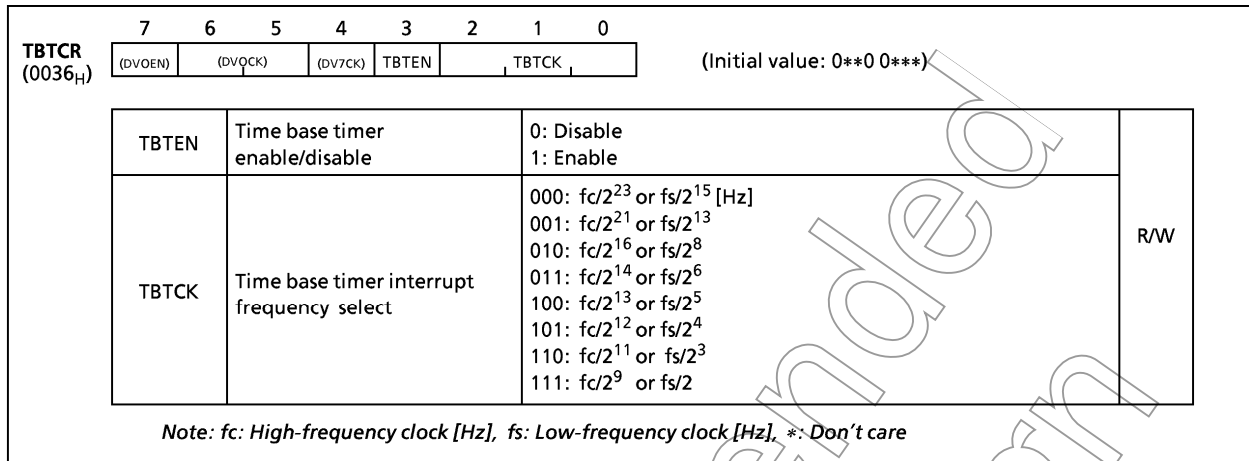 7 6 5 4 3 2 1 0
TBTCR (0036H) (DVOEN) (DVOCK) (DV7CK) TBTEN TBTCK (Initial value: 0**0 0***)
TBTEN Time base timer enable/disable 0: Disable
1: Enable
TBTCK Time base timer interrupt frequency select 000: fc/2^23 or fs/2^15 [Hz]
001: fc/2^21 or fs/2^13
010: fc/2^16 or fs/2^8
011: fc/2^14 or fs/2^6
100: fc/2^13 or fs/2^5
101: fc/2^12 or fs/2^4
110: fc/2^11 or fs/2^3
111: fc/2^9 or fs/2
R/W
Note: fc: High-frequency clock [Hz], fs: Low-frequency clock [Hz], *: Don't care